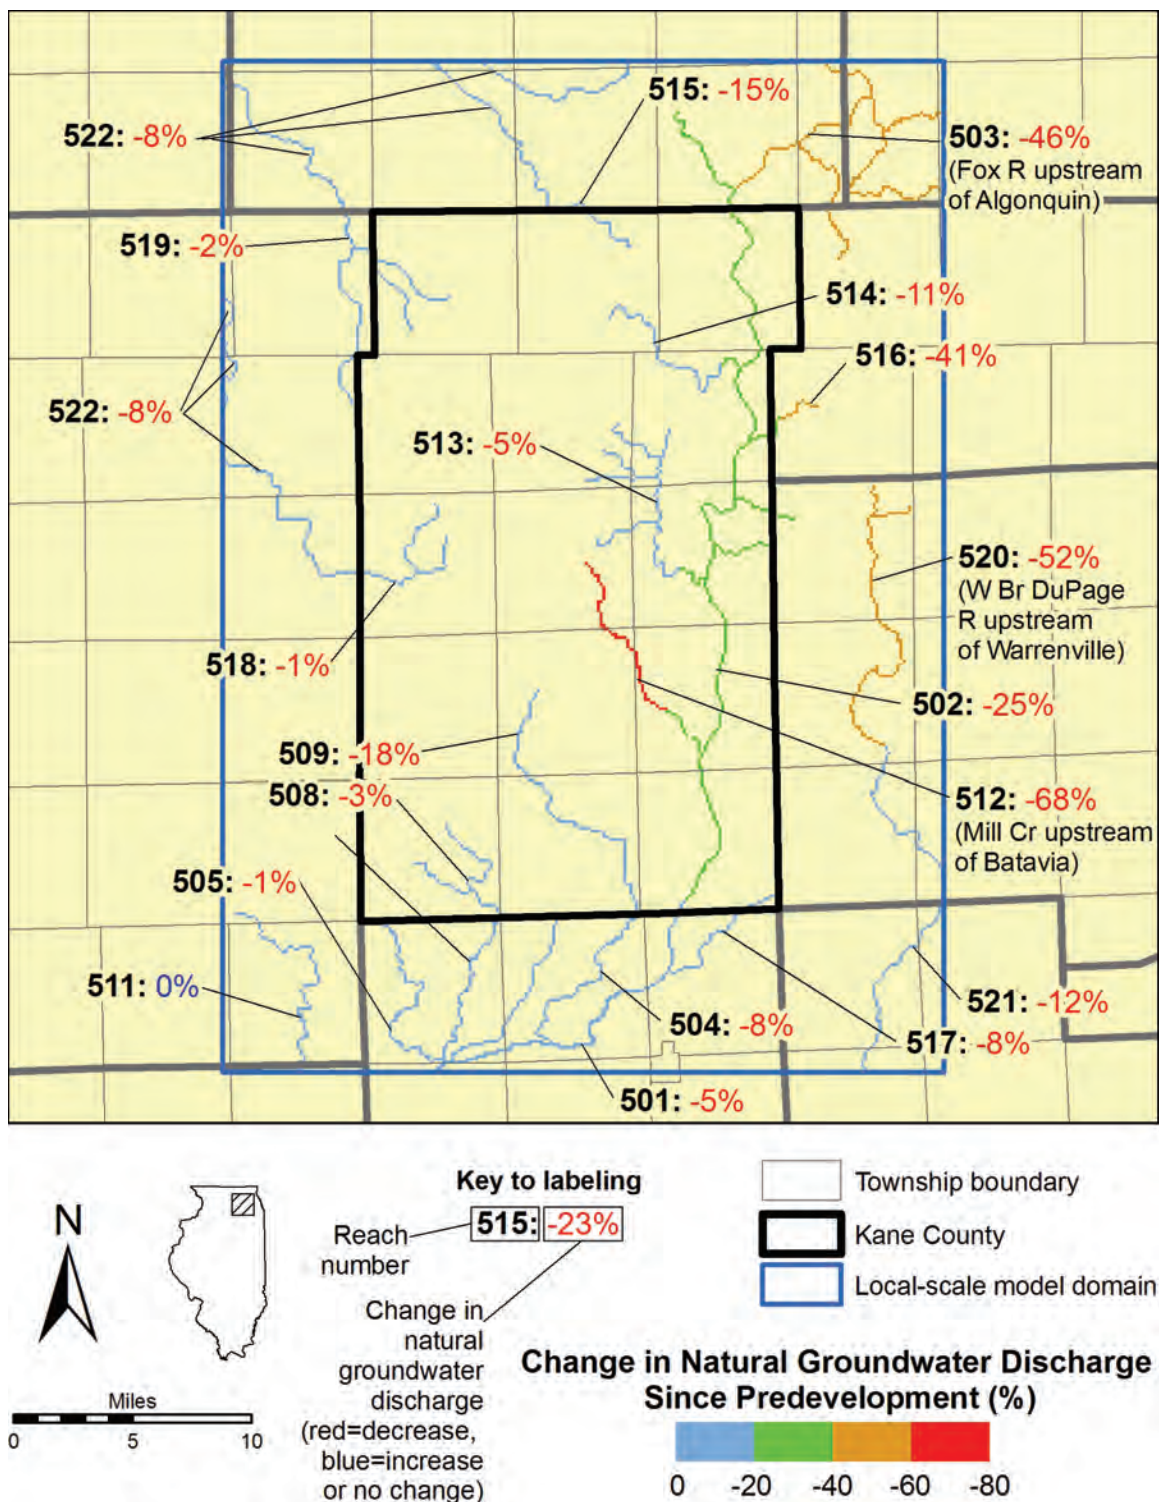 515: -15%
522: -8%
503: -46%
(Fox R upstream
of Algonquin)
519: -2%
514: -11%
516: -41%
522: -8%
513: -5%
520: -52%
(W Br DuPage
R upstream
of Warrenville)
518: -1%
502: -25%
509: -18%
508: -3%
512: -68%
(Mill Cr upstream
of Batavia)
505: -1%
511: 0%
521: -12%
504: -8%
517: -8%
501: -5%
N
Miles
0 5 10
Key to labeling
515: -23%
Reach
number
Change in
natural
groundwater
discharge
(red=decrease,
blue=increase
or no change)
Township boundary
Kane County
Local-scale model domain
Change in Natural Groundwater Discharge
Since Predevelopment (%)
0 -20 -40 -60 -80